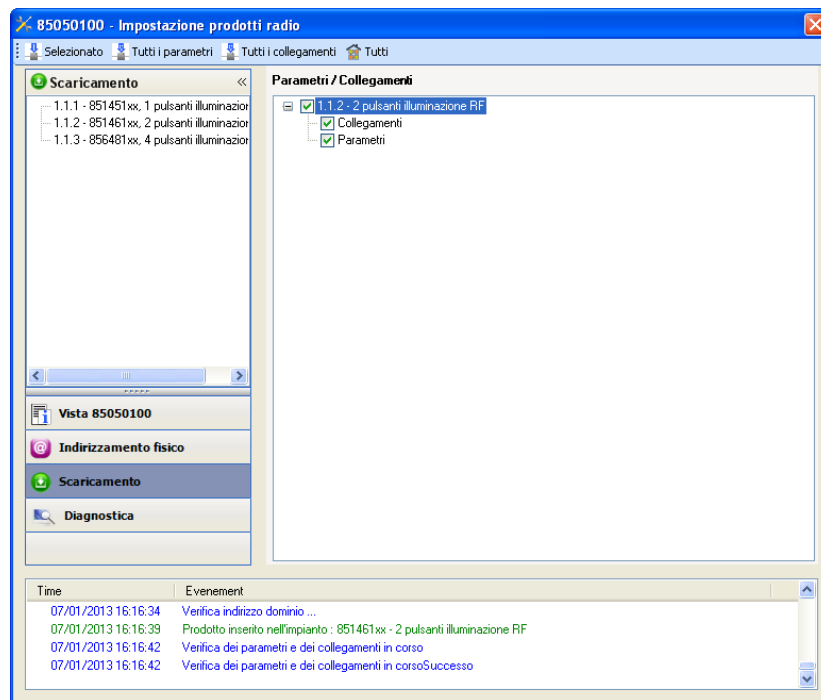 85050100 - Impostazione prodotti radio
Selezionato Tutti i parametri Tutti i collegamenti Tutti
Scaricamento «
1.1.1 - 851451xx, 1 pulsanti illuminazior
1.1.2 - 851461xx, 2 pulsanti illuminazior
1.1.3 - 856481xx, 4 pulsanti illuminazior
Vista 85050100
Indirizzamento fisico
Scaricamento
Diagnostica
Parametri / Collegamenti
1.1.2 - 2 pulsanti illuminazione RF
Collegamenti
Parametri
Time Evenement
07/01/2013 16:16:34 Verifica indirizzo dominio ...
07/01/2013 16:16:39 Prodotto inserito nell'impianto : 851461xx - 2 pulsanti illuminazione RF
07/01/2013 16:16:42 Verifica dei parametri e dei collegamenti in corso
07/01/2013 16:16:42 Verifica dei parametri e dei collegamenti in corsoSuccesso